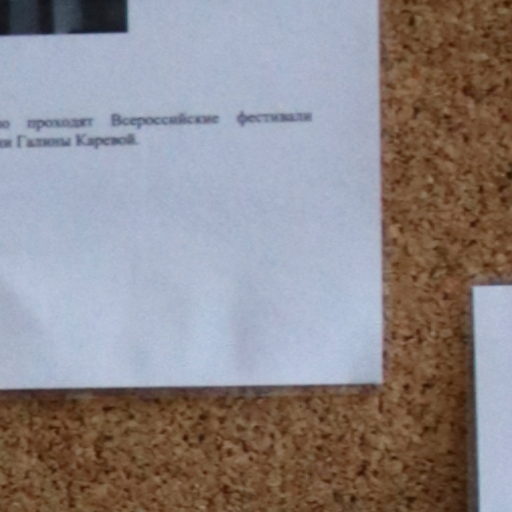 проходят Всероссийские фестивали
Галины Каревой.